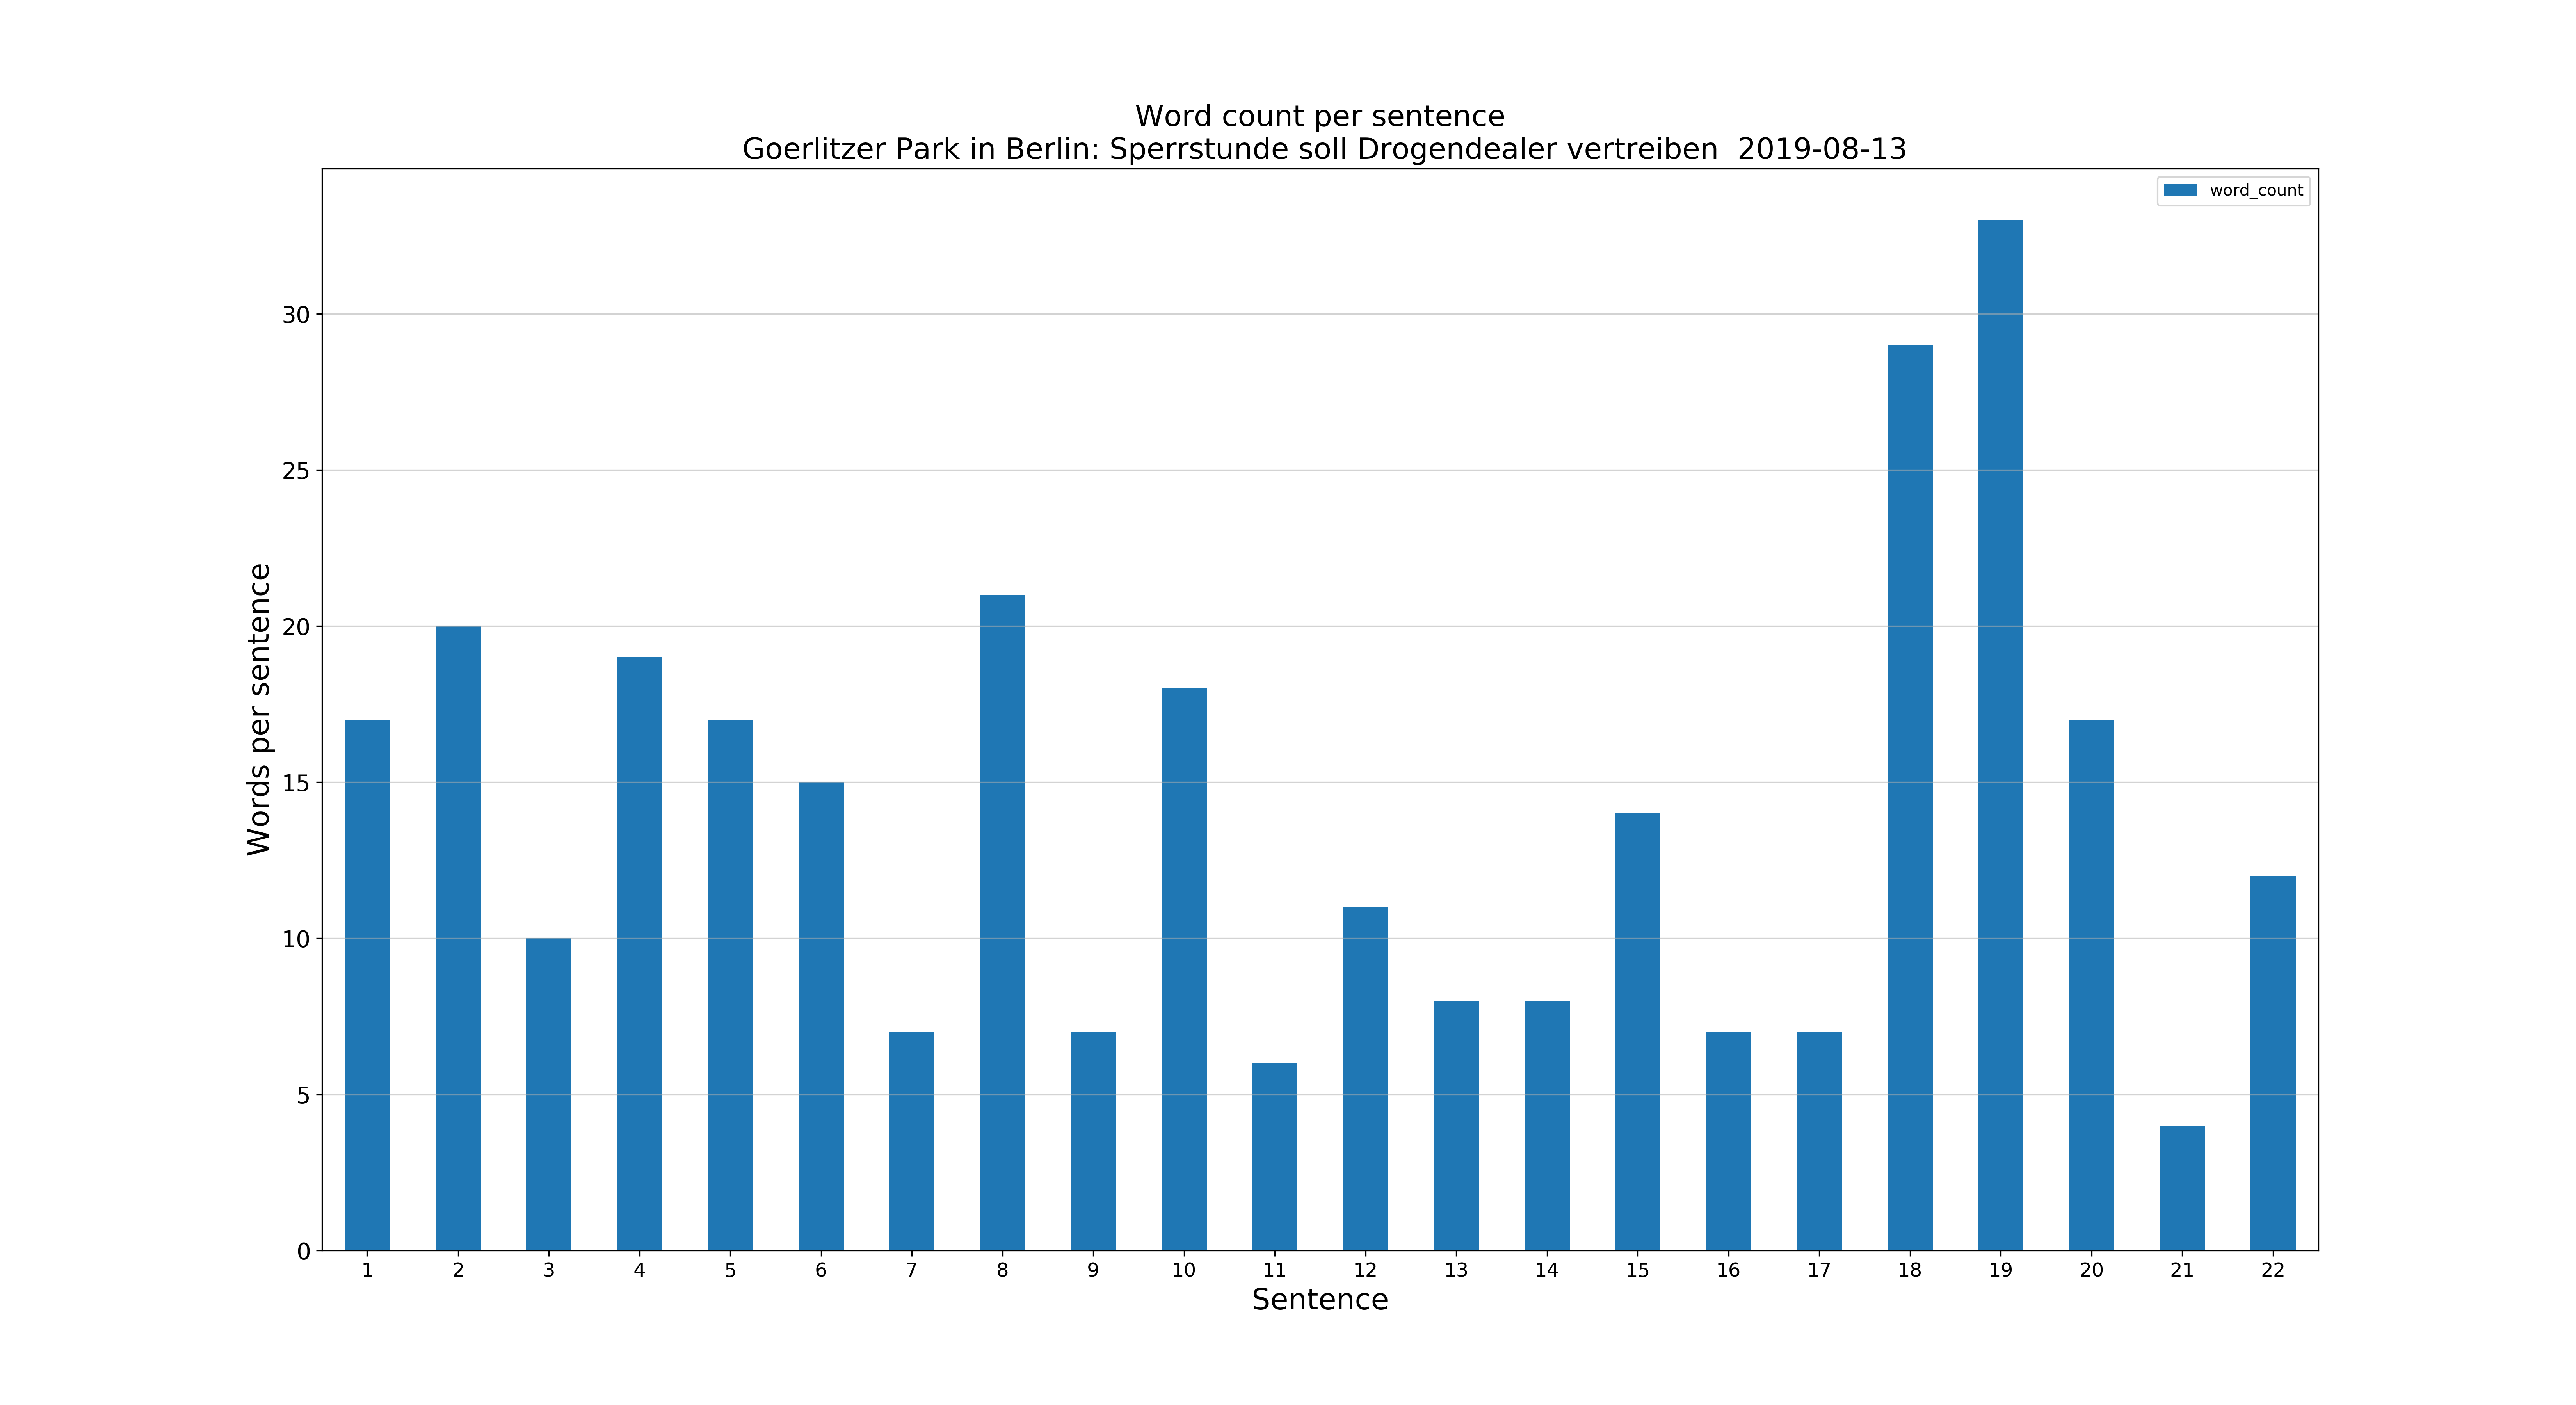 Word count per sentence
Goerlitzer Park in Berlin: Sperrstunde soll Drogendealer vertreiben  2019-08-13
word_count
30
25
20
15
10
5
0
Words per sentence
1 2 3 4 5 6 7 8 9 10 11 12 13 14 15 16 17 18 19 20 21 22
Sentence